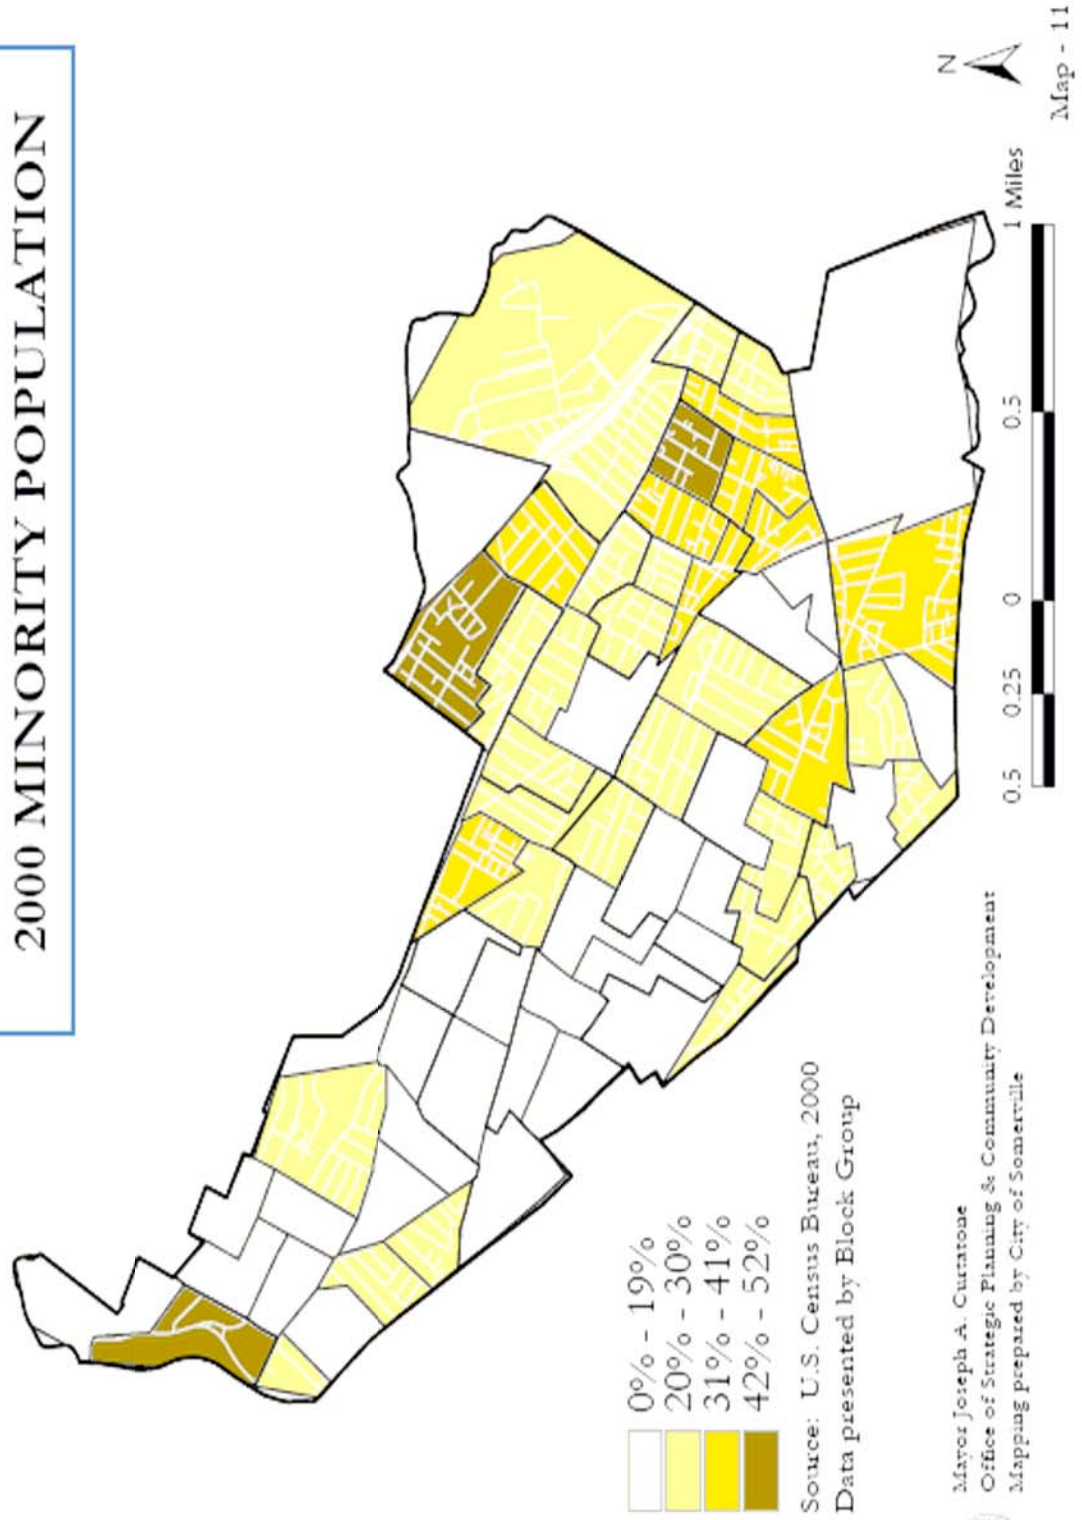 2000 MINORITY POPULATION
0% - 19%
20% - 30%
31% - 41%
42% - 52%
Source: U.S. Census Bureau, 2000
Data presented by Block Group
N
0.5 0.25 0 0.5 1 Miles
Mayor Joseph A. Curtatone
Office of Strategic Planning & Community Development
Mapping prepared by City of Somerville
Map - 11